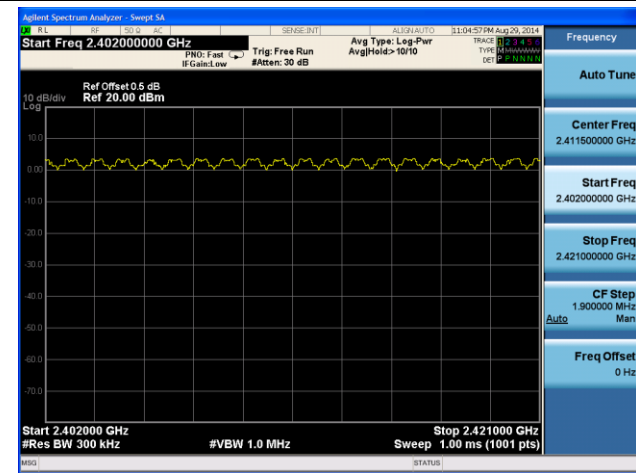 Agilent Spectrum Analyzer - Swept SA
RL RF 50 Ω AC SENSE:INT ALIGN AUTO 11:04:57 PM Aug 29, 2014
Start Freq 2.402000000 GHz
PNO: Fast
IFGain:Low
Trig: Free Run
#Atten: 30 dB
Avg Type: Log-Pwr
Avg|Hold:>10/10
TRACE 1 2 3 4 5 6
TYPE M
DET P P N N N N
Ref Offset 0.5 dB
10 dB/div Ref 20.00 dBm
Log
10.0
0.00
-10.0
-20.0
-30.0
-40.0
-50.0
-60.0
-70.0
Start 2.402000 GHz Stop 2.421000 GHz
#Res BW 300 kHz #VBW 1.0 MHz Sweep 1.00 ms (1001 pts)
MSG STATUS
Frequency
Auto Tune
Center Freq
2.411500000 GHz
Start Freq
2.402000000 GHz
Stop Freq
2.421000000 GHz
CF Step
1.900000 MHz
Auto Man
Freq Offset
0 Hz